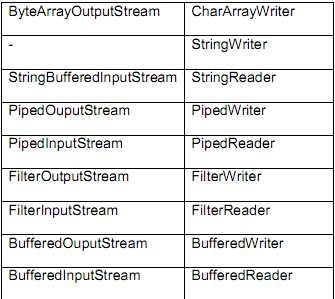 ByteArrayOutputStream CharArrayWriter
- StringWriter
StringBufferedInputStream StringReader
PipedOuputStream PipedWriter
PipedInputStream PipedReader
FilterOutputStream FilterWriter
FilterInputStream FilterReader
BufferedOuputStream BufferedWriter
BufferedInputStream BufferedReader